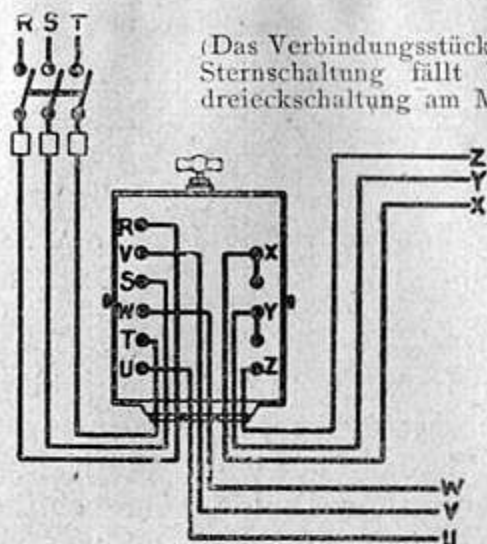 R S T
(Das Verbindungsstück
Sternschaltung fällt
dreieckschaltung am M
Z
Y
X
R
V
S
W
T
U
X
Y
Z
W
V
U